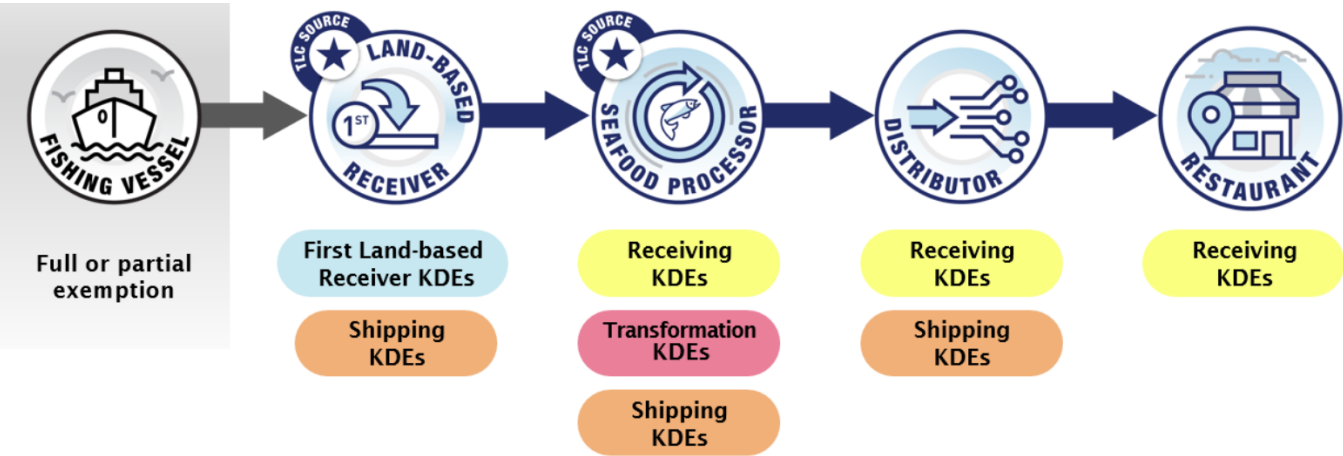 TLC SOURCE
TLC SOURCE
LAND-BASED
1ST
RECEIVER
FISHING VESSEL
SEAFOOD PROCESSOR
DISTRIBUTOR
RESTAURANT
Full or partial
exemption
First Land-based
Receiver KDEs
Shipping
KDEs
Receiving
KDEs
Transformation
KDEs
Shipping
KDEs
Receiving
KDEs
Shipping
KDEs
Receiving
KDEs